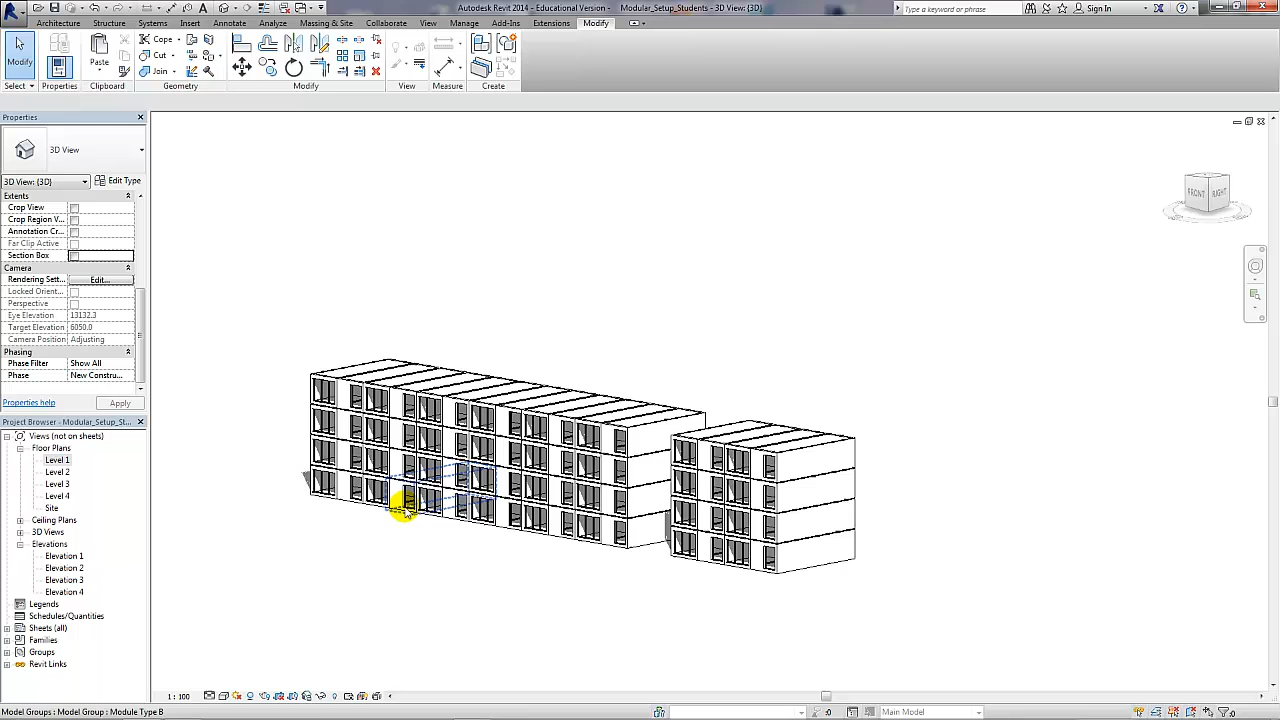 Autodesk Revit 2014 - Educational Version - Modular_Setup_Students - 3D View: {3D}
Type a keyword or phrase
Sign In
Architecture Structure Systems Insert Annotate Analyze Massing & Site Collaborate View Manage Add-Ins Extensions Modify
Modify
Paste
Cope
Cut
Join
Select Properties Clipboard Geometry Modify View Measure Create
Properties
3D View
3D View: {3D} Edit Type
Extents
Crop View
Crop Region V...
Annotation Cr...
Far Clip Active
Section Box
Camera
Rendering Sett... Edit...
Locked Orient...
Perspective
Eye Elevation 13132.3
Target Elevation 6050.0
Camera Position Adjusting
Phasing
Phase Filter Show All
Phase New Constru...
Properties help Apply
Project Browser - Modular_Setup_St...
Views (not on sheets)
Floor Plans
Level 1
Level 2
Level 3
Level 4
Site
Ceiling Plans
3D Views
Elevations
Elevation 1
Elevation 2
Elevation 3
Elevation 4
Legends
Schedules/Quantities
Sheets (all)
Families
Groups
Revit Links
FRONT RIGHT
1 : 100
Model Groups : Model Group : Module Type B
:0
Main Model
:0